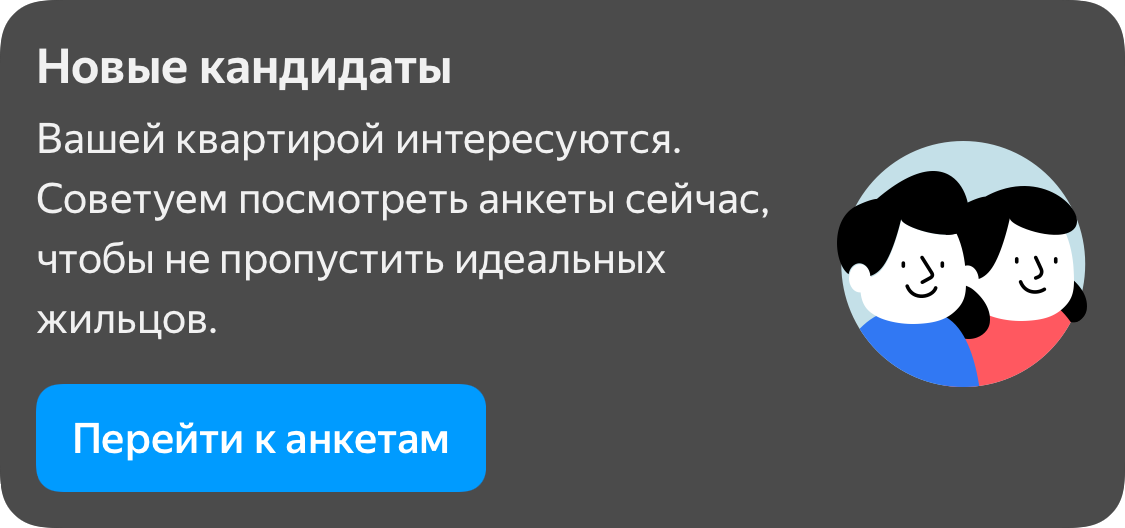 Новые кандидаты
Вашей квартирой интересуются.
Советуем посмотреть анкеты сейчас,
чтобы не пропустить идеальных
жильцов.
Перейти к анкетам